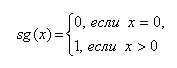 sg(x) = {0, если x = 0,
1, если x > 0